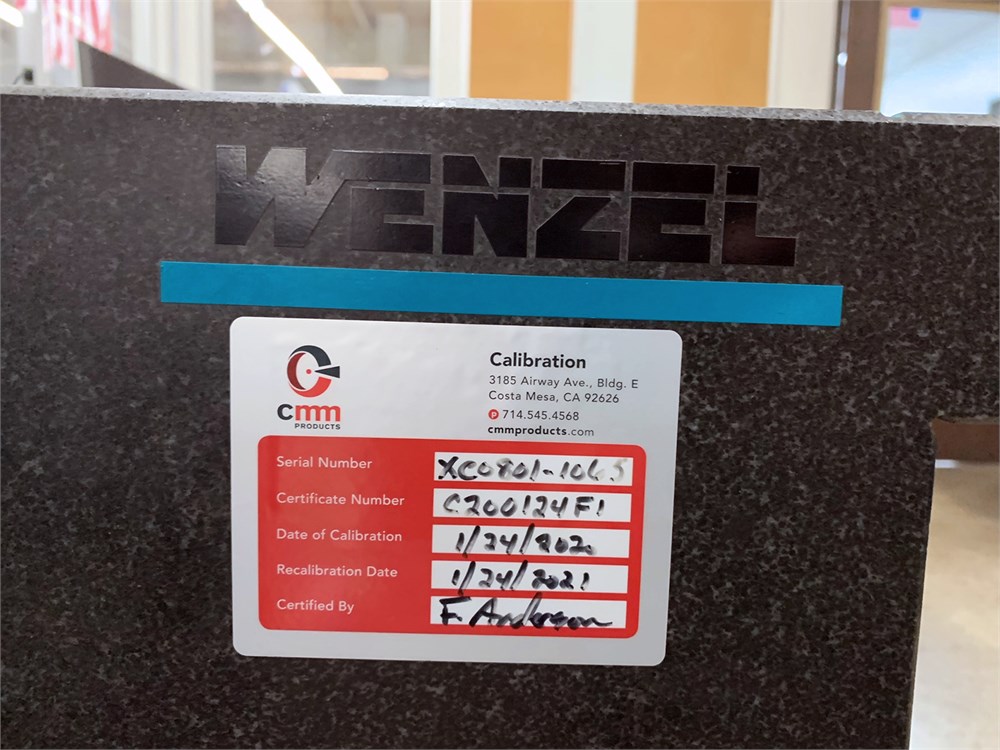 WENZEL
cmm
PRODUCTS
Calibration
3185 Airway Ave., Bldg. E
Costa Mesa, CA 92626
P 714.545.4568
cmmproducts.com
Serial Number XC0801-1065
Certificate Number C200124F1
Date of Calibration 1/24/2020
Recalibration Date 1/24/2021
Certified By F. Anderson